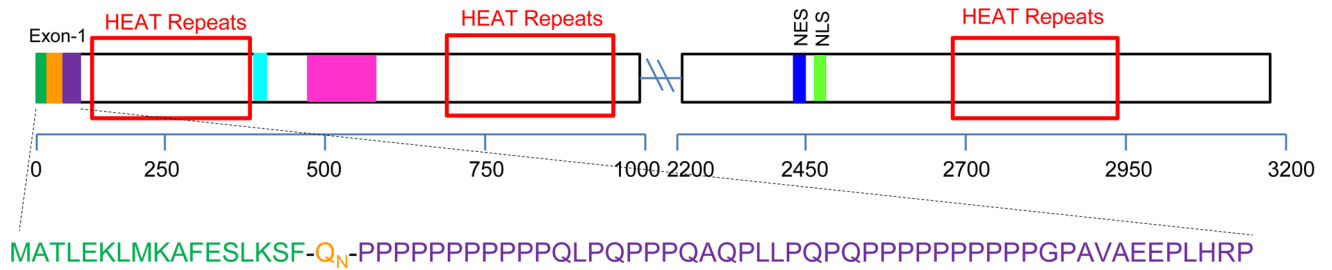 HEAT Repeats
HEAT Repeats
HEAT Repeats
Exon-1
NES
NLS
0 250 500 750 1000 2200 2450 2700 2950 3200
MATLEKLMKAFESLKSF-QN-PPPPPPPPPPPQLPQPPPQAQPLLPQPQPPPPPPPPPPGPAVAEEPLHRP